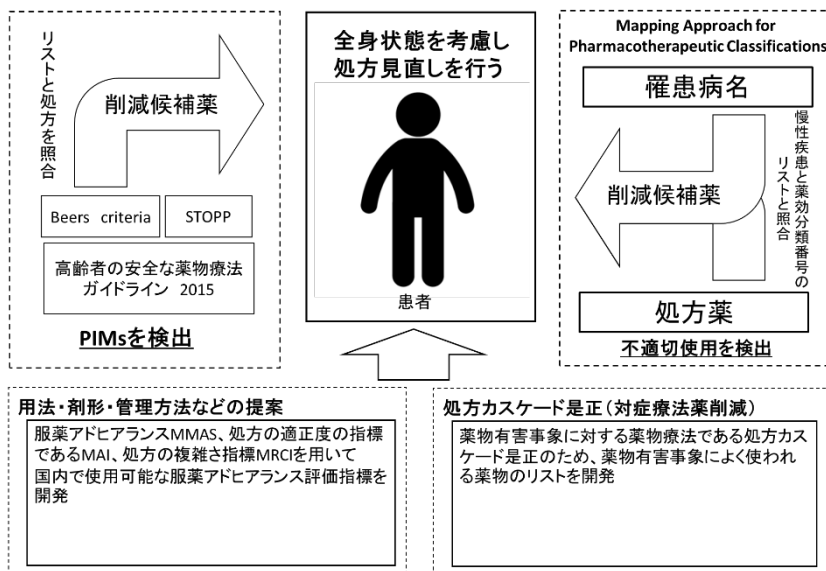 リストと処方を照合
削減候補薬
Beers criteria
STOPP
高齢者の安全な薬物療法
ガイドライン 2015
PIMsを検出
全身状態を考慮し
処方見直しを行う
患者
Mapping Approach for
Pharmacotherapeutic Classifications
罹患病名
慢性疾患と薬効分類番号の
リストと照合
削減候補薬
処方薬
不適切使用を検出
用法・剤形・管理方法などの提案
服薬アドヒアランスMMAS、処方の適正度の指標
であるMAI、処方の複雑さ指標MRCIを用いて
国内で使用可能な服薬アドヒアランス評価指標を
開発
処方カスケード是正(対症療法薬削減)
薬物有害事象に対する薬物療法である処方カス
ケード是正のため、薬物有害事象によく使われ
る薬物のリストを開発